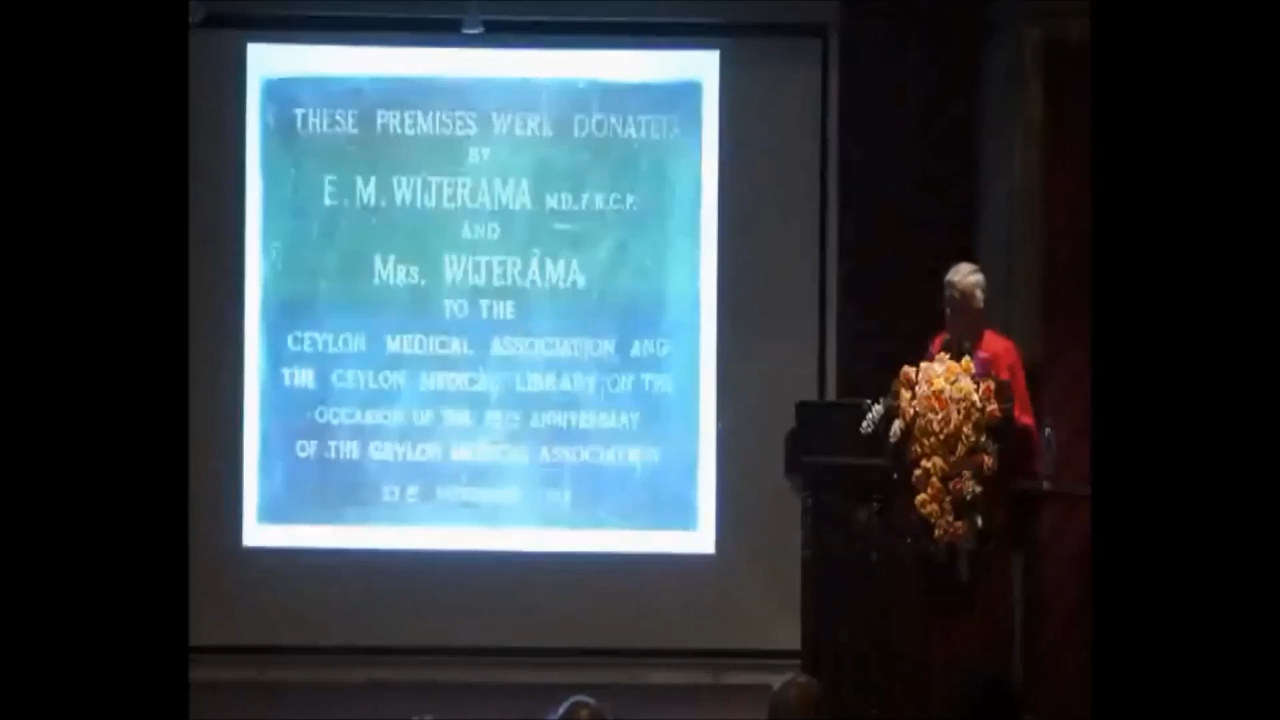 THESE PREMISES WERE DONATED
BY
E. M. WIJERAMA M.D., F.R.C.P.
AND
MRS. WIJERAMA
TO THE
CEYLON MEDICAL ASSOCIATION AND
THE CEYLON MEDICAL LIBRARY, ON THE
OCCASION OF THE ANNIVERSARY
OF THE CEYLON MEDICAL ASSOCIATION